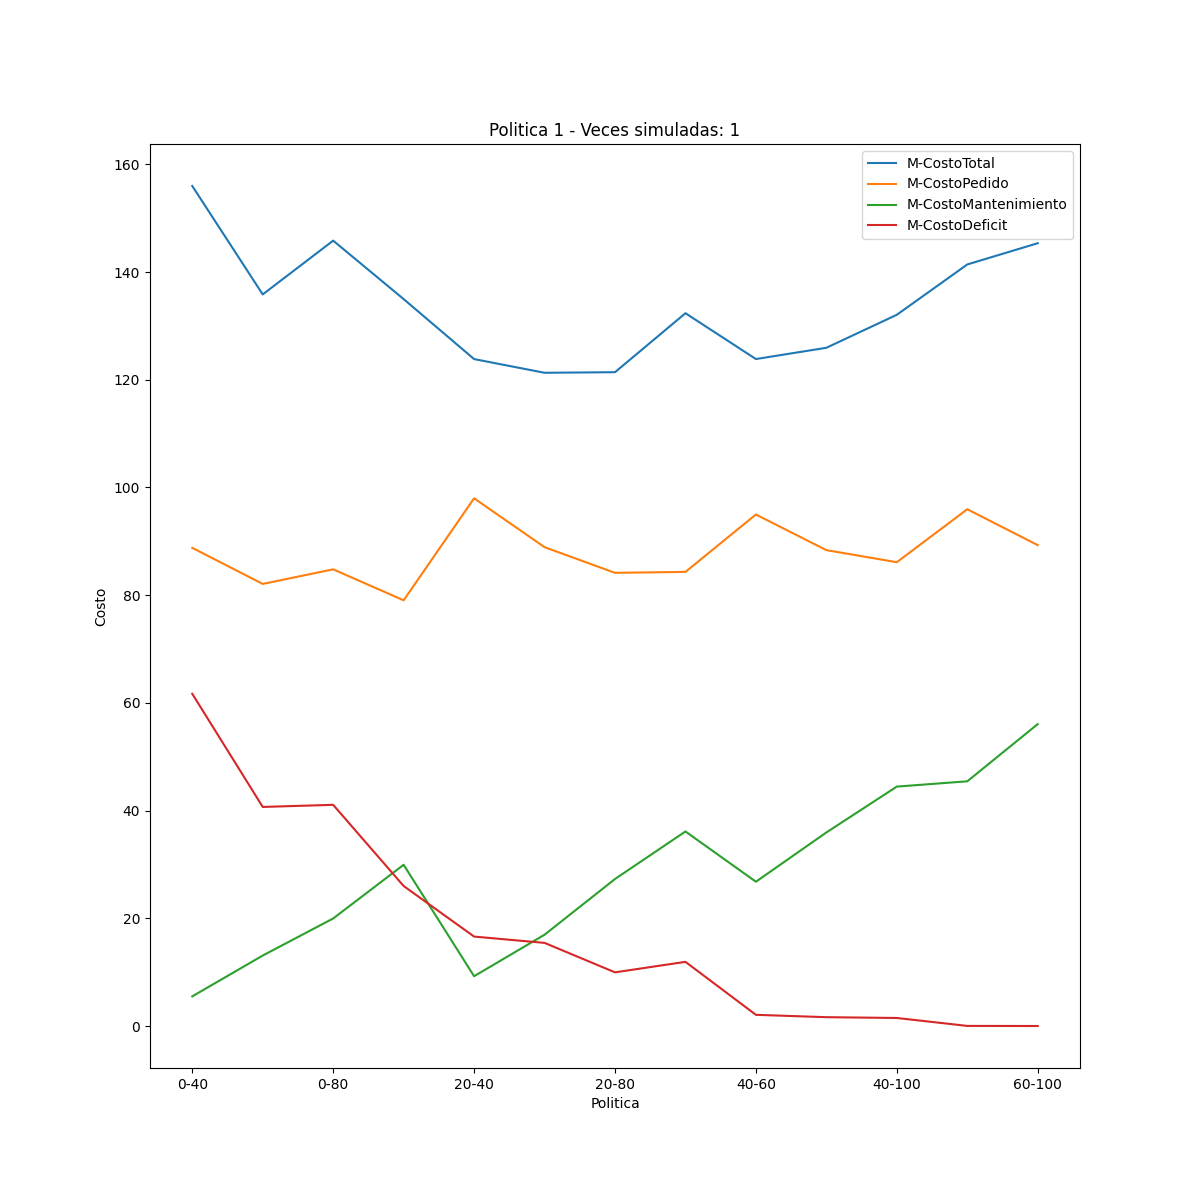 Politica 1 - Veces simuladas: 1
M-CostoTotal
M-CostoPedido
M-CostoMantenimiento
M-CostoDeficit
160
140
120
100
80
60
40
20
0
Costo
0-40 0-80 20-40 20-80 40-60 40-100 60-100
Politica